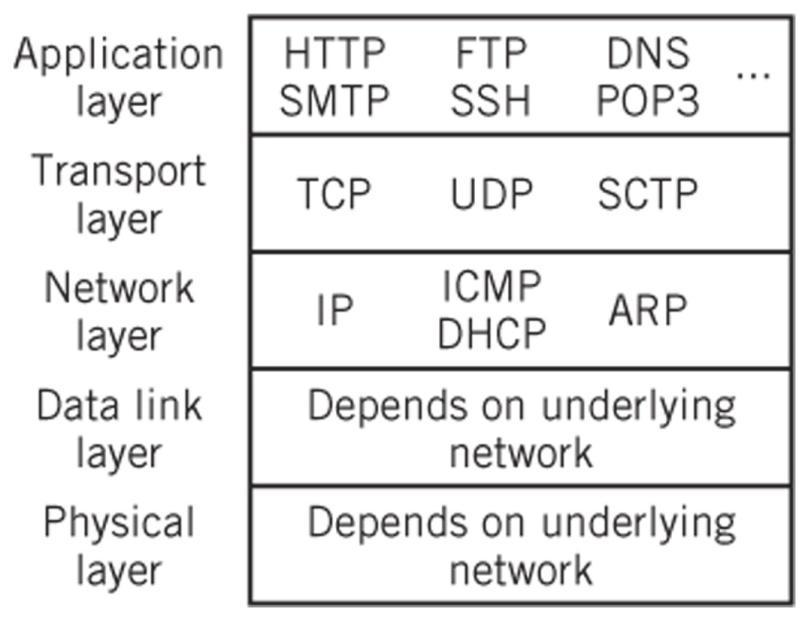 Application layer
HTTP FTP DNS ...
SMTP SSH POP3
Transport layer
TCP UDP SCTP
Network layer
IP ICMP DHCP ARP
Data link layer
Depends on underlying
network
Physical layer
Depends on underlying
network